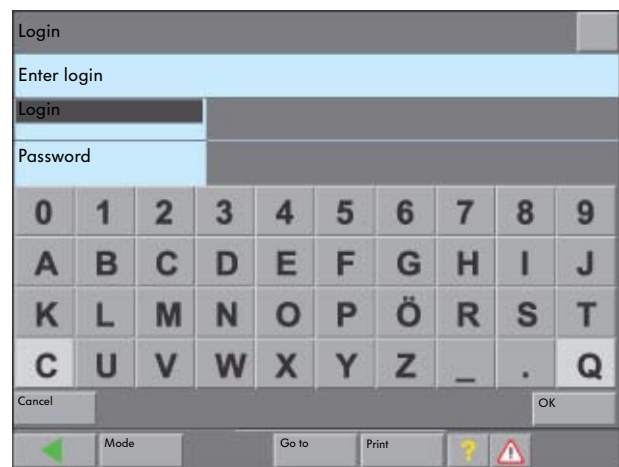 Login
Enter login
Login
Password
0 1 2 3 4 5 6 7 8 9
A B C D E F G H I J
K L M N O P Ö R S T
C U V W X Y Z _ . Q
Cancel OK
Mode Go to Print ?